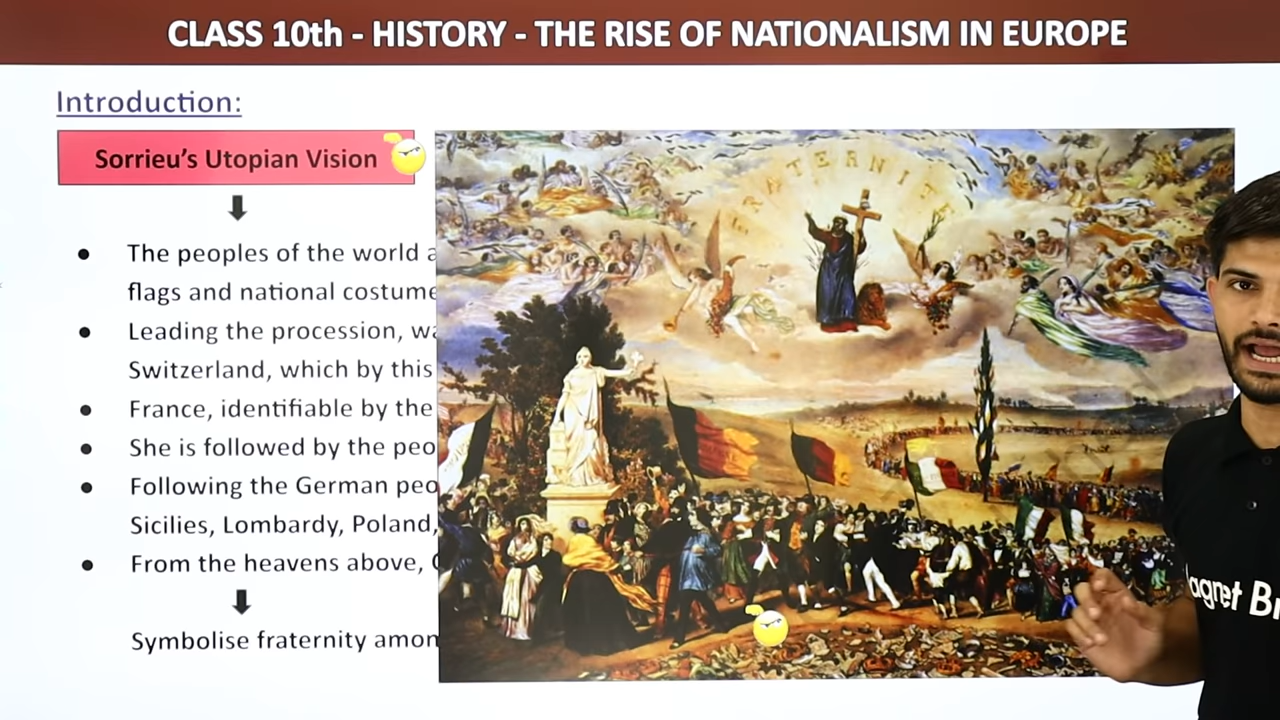 CLASS 10th - HISTORY - THE RISE OF NATIONALISM IN EUROPE
Introduction:
Sorrieu's Utopian Vision
The peoples of the world a
flags and national costume
Leading the procession, wa
Switzerland, which by this
France, identifiable by the
She is followed by the peo
Following the German peo
Sicilies, Lombardy, Poland,
From the heavens above,
Symbolise fraternity amon
FRATERNITE
agnet Br